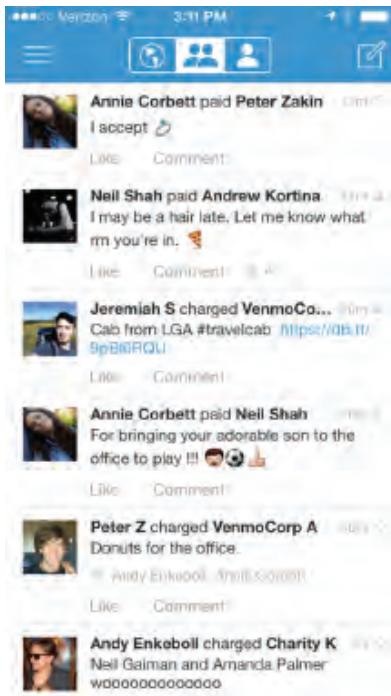 Verizon 3:11 PM
Annie Corbett paid Peter Zakin
I accept
Like Comment
Neil Shah paid Andrew Kortina
I may be a hair late. Let me know what
rm you're in.
Like Comment
Jeremiah S charged VenmoCo...
Cab from LGA #travelcab
Like Comment
Annie Corbett paid Neil Shah
For bringing your adorable son to the
office to play !!!
Like Comment
Peter Z charged VenmoCorp A
Donuts for the office.
Andy Enkeboll
Like Comment
Andy Enkeboll charged Charity K
Neil Gaiman and Amanda Palmer
wooooooooooooo